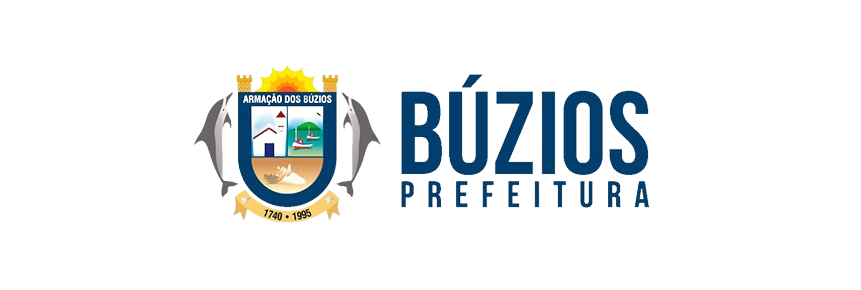 ARMAÇÃO DOS BÚZIOS
1740 • 1995
BÚZIOS
PREFEITURA